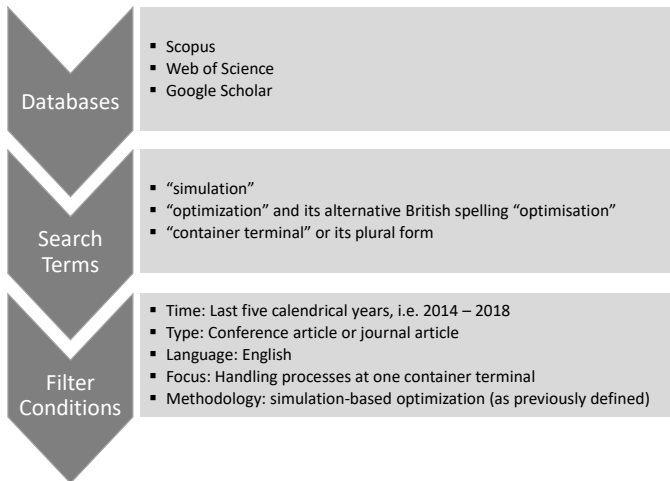 Databases
▪ Scopus
▪ Web of Science
▪ Google Scholar
Search
Terms
▪ “simulation”
▪ “optimization” and its alternative British spelling “optimisation”
▪ “container terminal” or its plural form
Filter
Conditions
▪ Time: Last five calendrical years, i.e. 2014 – 2018
▪ Type: Conference article or journal article
▪ Language: English
▪ Focus: Handling processes at one container terminal
▪ Methodology: simulation-based optimization (as previously defined)